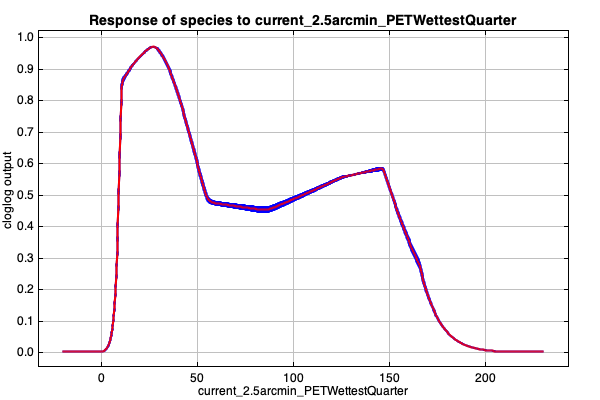 Response of species to current_2.5arcmin_PETWettestQuarter
1.0
0.9
0.8
0.7
0.6
0.5
0.4
0.3
0.2
0.1
0.0
cloglog output
0 50 100 150 200
current_2.5arcmin_PETWettestQuarter